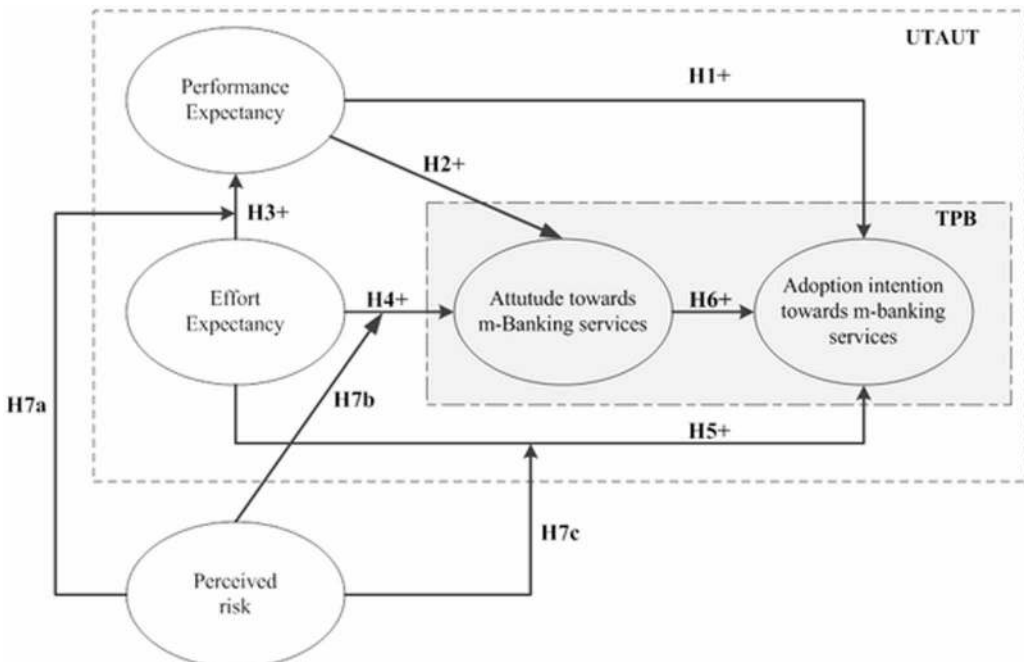 UTAUT
Performance
Expectancy
H1+
H2+
H3+
TPB
Effort
Expectancy
H4+
Attutude towards
m-Banking services
H6+
Adoption intention
towards m-banking
services
H7a
H7b
H5+
H7c
Perceived
risk